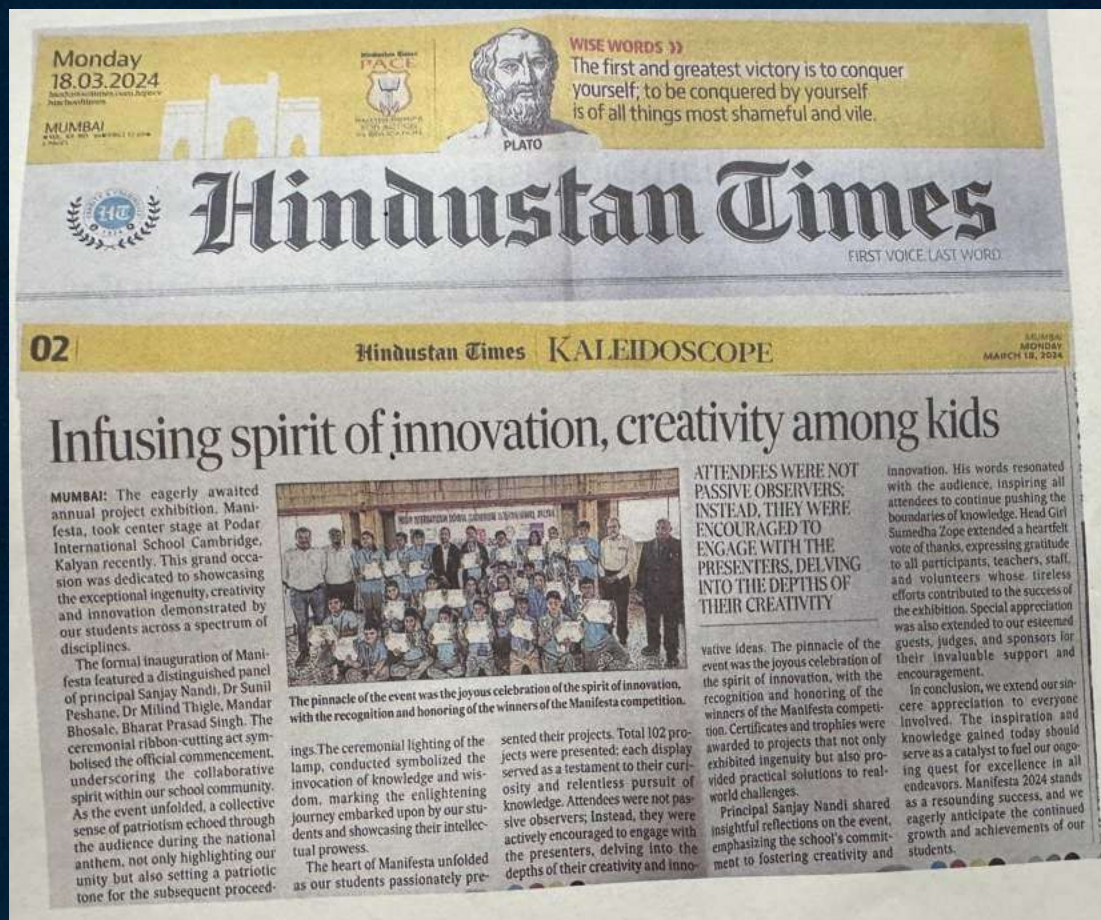 Monday
18.03.2024
MUMBAI
Hindustan Times
PACE
PLATO
WISE WORDS »
The first and greatest victory is to conquer
yourself; to be conquered by yourself
is of all things most shameful and vile.
HT
1924
Hindustan Times
FIRST VOICE. LAST WORD
02
Hindustan Times KALEIDOSCOPE
MUMBAI
MONDAY
MARCH 18, 2024
Infusing spirit of innovation, creativity among kids
MUMBAI: The eagerly awaited
annual project exhibition, Mani-
festa, took center stage at Podar
International School Cambridge,
Kalyan recently. This grand occa-
sion was dedicated to showcasing
the exceptional ingenuity, creativity
and innovation demonstrated by
our students across a spectrum of
disciplines.
The formal inauguration of Mani-
festa featured a distinguished panel
of principal Sanjay Nandi, Dr Sunil
Peshane, Dr Milind Thigle, Mandar
Bhosale, Bharat Prasad Singh. The
ceremonial ribbon-cutting act sym-
bolised the official commencement,
underscoring the collaborative
spirit within our school community.
As the event unfolded, a collective
sense of patriotism echoed through
the audience during the national
anthem, not only highlighting our
unity but also setting a patriotic
tone for the subsequent proceed-
The pinnacle of the event was the joyous celebration of the spirit of innovation,
with the recognition and honoring of the winners of the Manifesta competition.
ings. The ceremonial lighting of the
lamp, conducted symbolized the
invocation of knowledge and wis-
dom, marking the enlightening
journey embarked upon by our stu-
dents and showcasing their intellec-
tual prowess.
The heart of Manifesta unfolded
as our students passionately pre-
sented their projects. Total 102 pro-
jects were presented; each display
served as a testament to their curi-
osity and relentless pursuit of
knowledge. Attendees were not pas-
sive observers; Instead, they were
actively encouraged to engage with
the presenters, delving into the
depths of their creativity and inno-
ATTENDEES WERE NOT
PASSIVE OBSERVERS;
INSTEAD, THEY WERE
ENCOURAGED TO
ENGAGE WITH THE
PRESENTERS, DELVING
INTO THE DEPTHS OF
THEIR CREATIVITY
vative ideas. The pinnacle of the
event was the joyous celebration of
the spirit of innovation, with the
recognition and honoring of the
winners of the Manifesta competi-
tion. Certificates and trophies were
awarded to projects that not only
exhibited ingenuity but also pro-
vided practical solutions to real-
world challenges.
Principal Sanjay Nandi shared
insightful reflections on the event,
emphasizing the school's commit-
ment to fostering creativity and
innovation. His words resonated
with the audience, inspiring all
attendees to continue pushing the
boundaries of knowledge. Head Girl
Sumedha Zope extended a heartfelt
vote of thanks, expressing gratitude
to all participants, teachers, staff,
and volunteers whose tireless
efforts contributed to the success of
the exhibition. Special appreciation
was also extended to our esteemed
guests, judges, and sponsors for
their invaluable support and
encouragement.
In conclusion, we extend our sin-
cere appreciation to everyone
involved. The inspiration and
knowledge gained today should
serve as a catalyst to fuel our ongo-
ing quest for excellence in all
endeavors. Manifesta 2024 stands
as a resounding success, and we
eagerly anticipate the continued
growth and achievements of our
students.